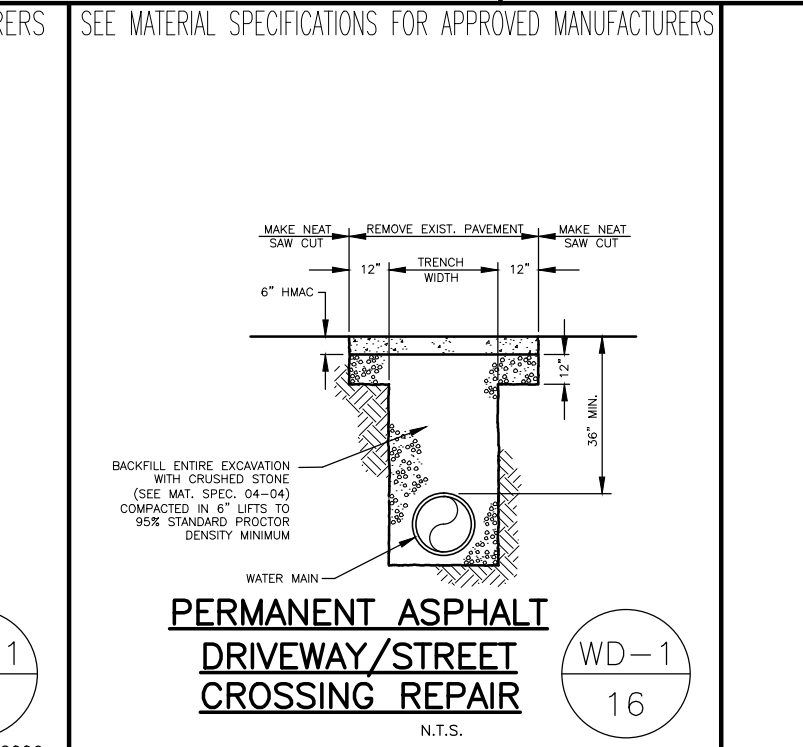 RERS
SEE MATERIAL SPECIFICATIONS FOR APPROVED MANUFACTURERS
MAKE NEAT
SAW CUT
REMOVE EXIST. PAVEMENT
MAKE NEAT
SAW CUT
12"
TRENCH
WIDTH
12"
6" HMAC
12"
36" MIN.
BACKFILL ENTIRE EXCAVATION
WITH CRUSHED STONE
(SEE MAT. SPEC. 04-04)
COMPACTED IN 6" LIFTS TO
95% STANDARD PROCTOR
DENSITY MINIMUM
WATER MAIN
PERMANENT ASPHALT
DRIVEWAY/STREET
CROSSING REPAIR
N.T.S.
1
WD-1
16